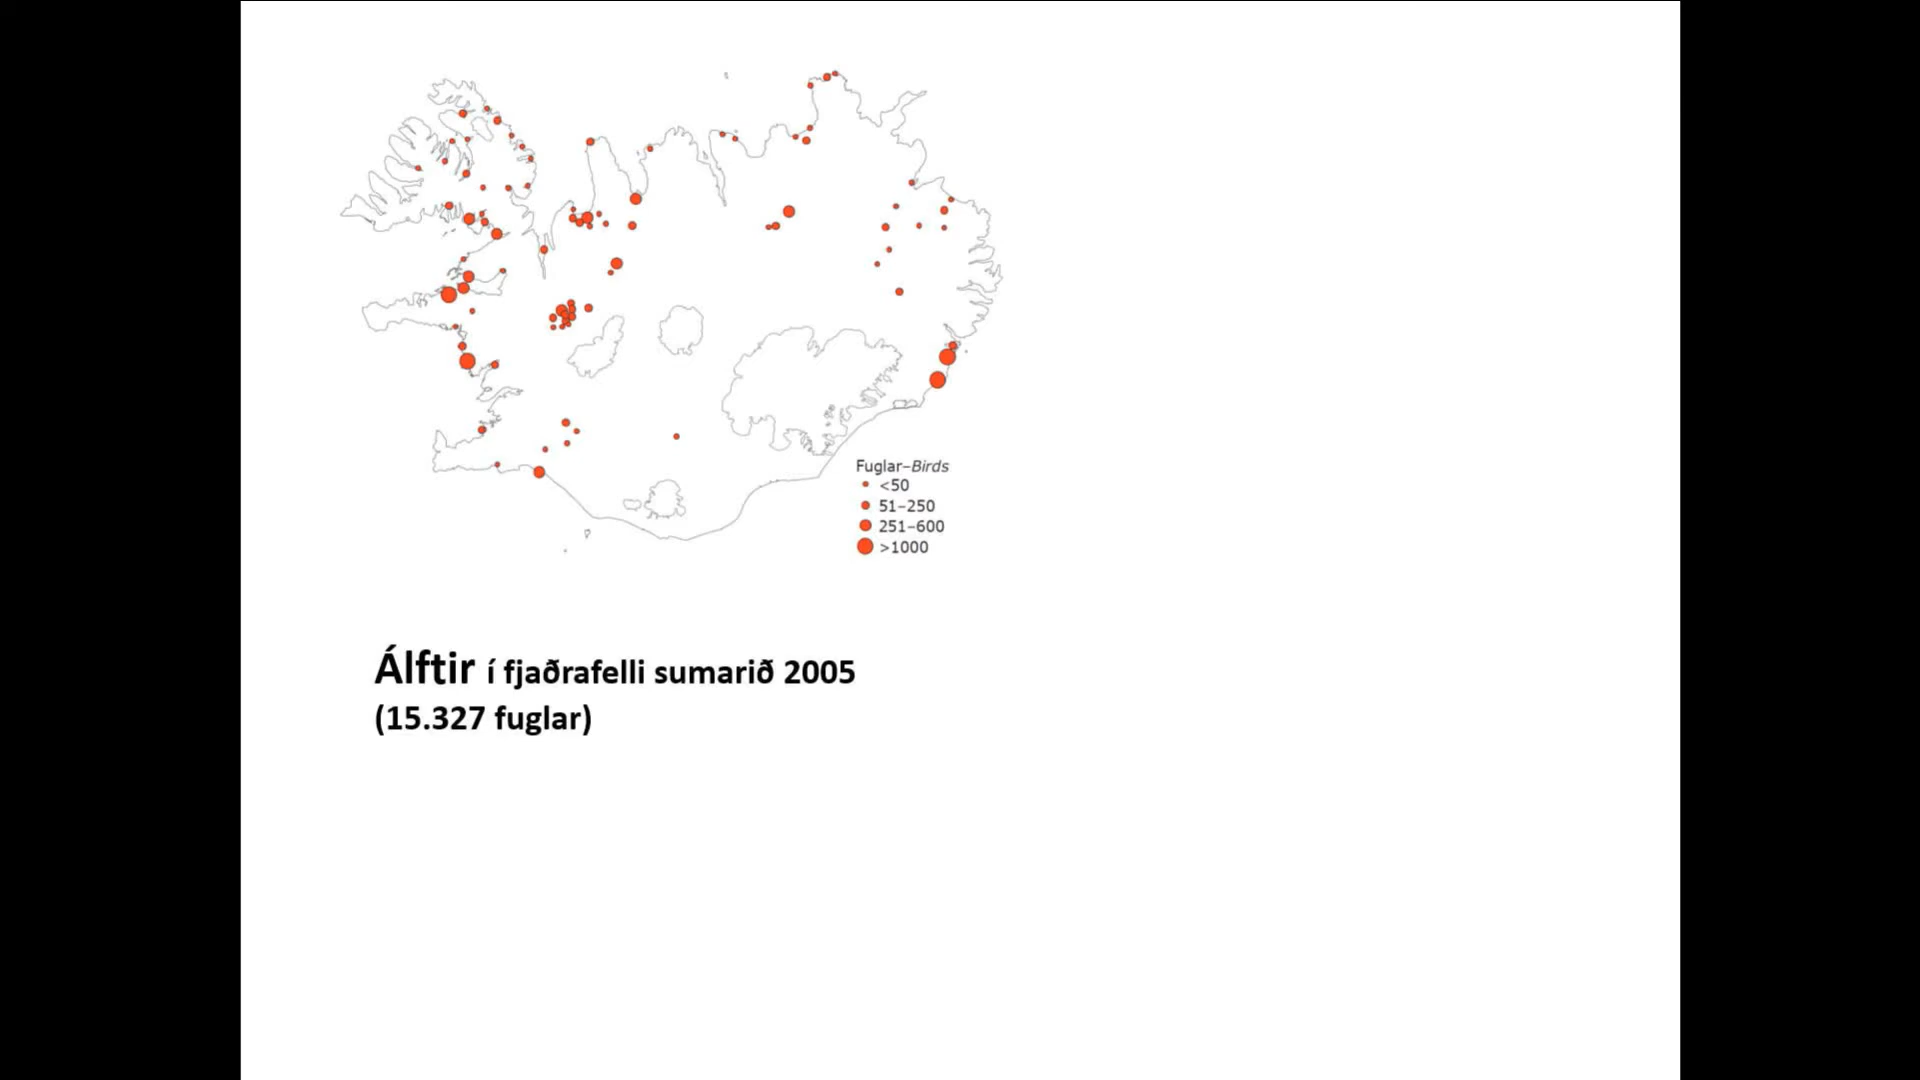 Fuglar–Birds
<50
51–250
251–600
>1000
Álftir í fjaðrafelli sumarið 2005
(15.327 fuglar)